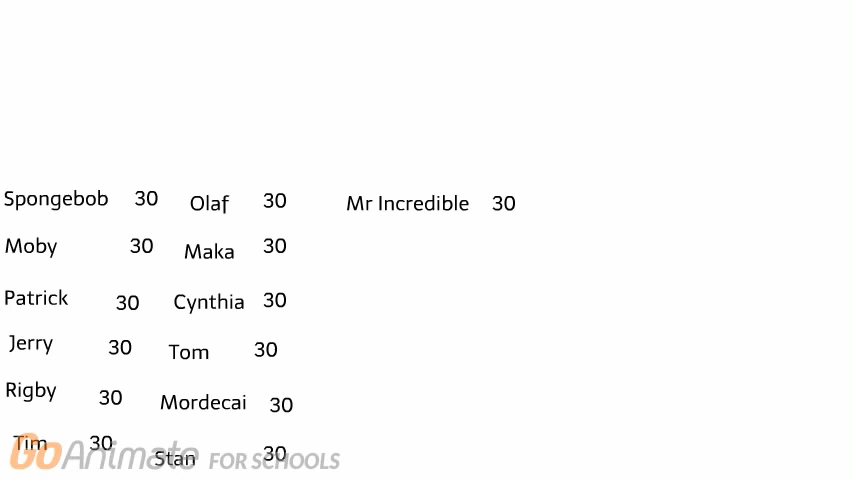 Spongebob 30 Olaf 30 Mr Incredible 30
Moby 30 Maka 30
Patrick 30 Cynthia 30
Jerry 30 Tom 30
Rigby 30 Mordecai 30
Tim 30 Stan 30
GoAnimate FOR SCHOOLS